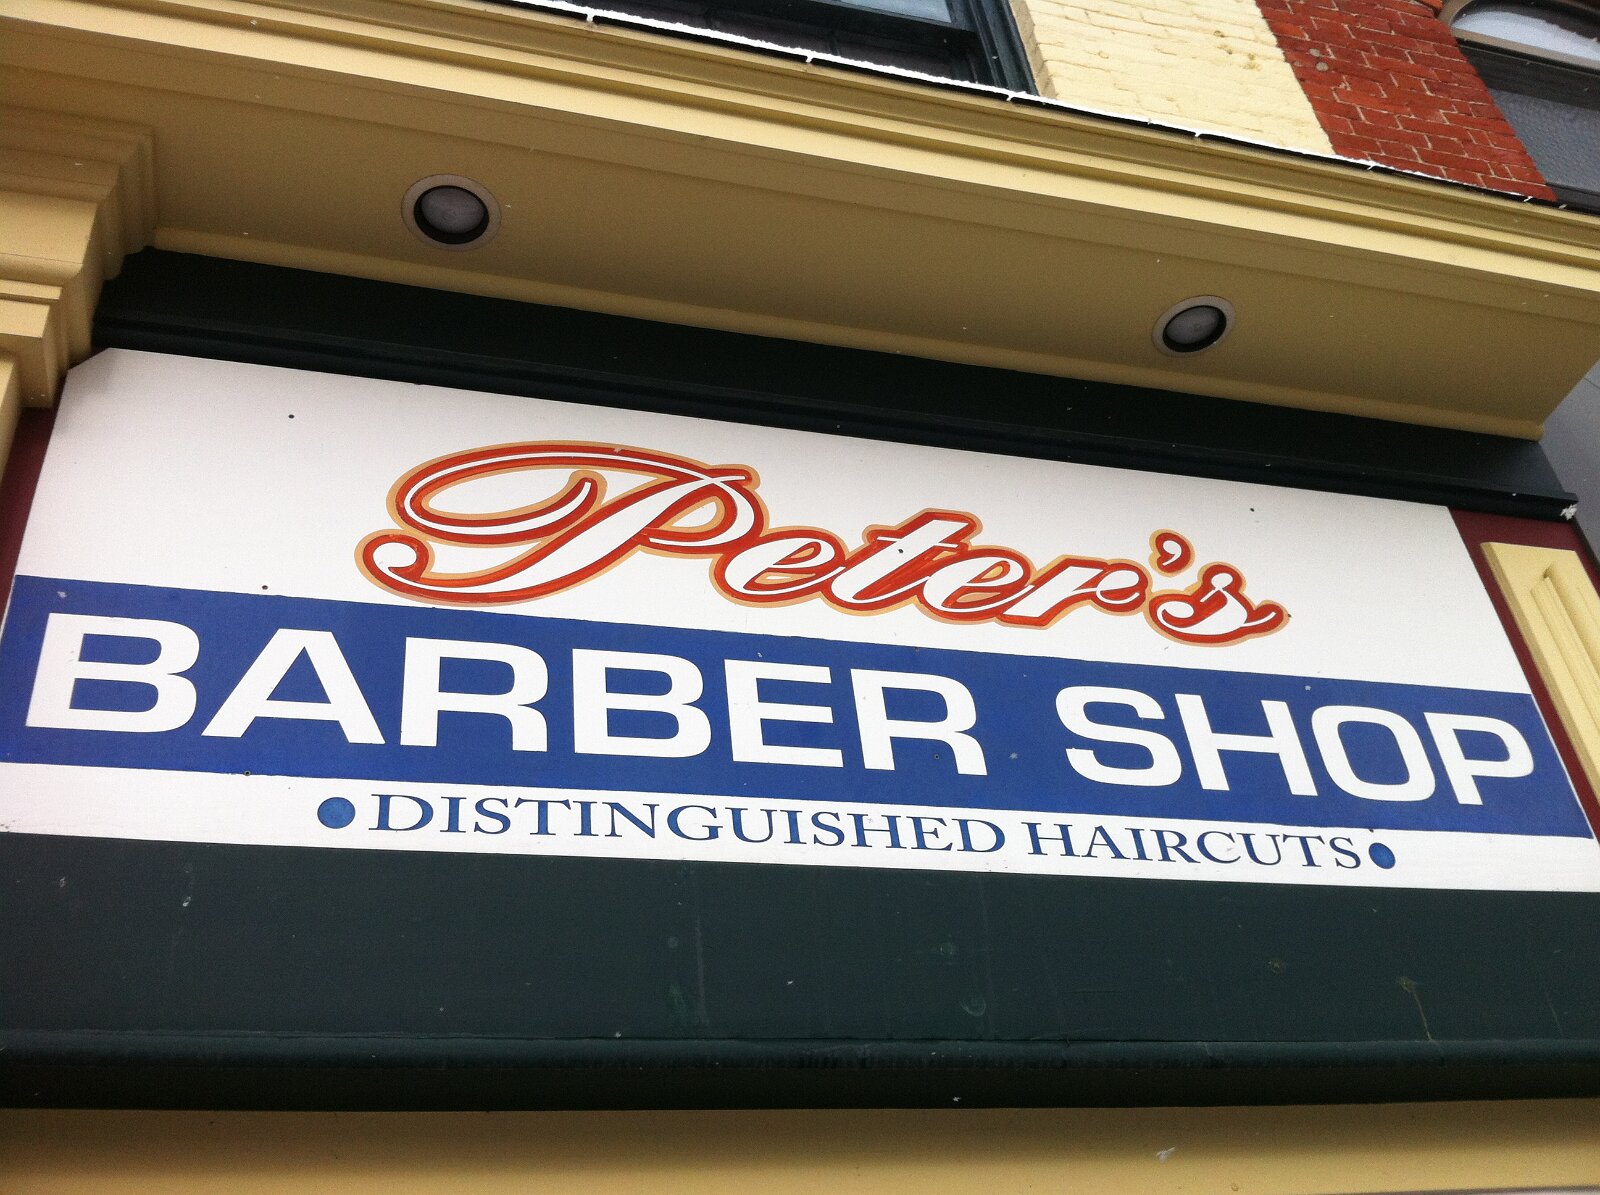 Peter's
BARBER SHOP
•DISTINGUISHED HAIRCUTS•